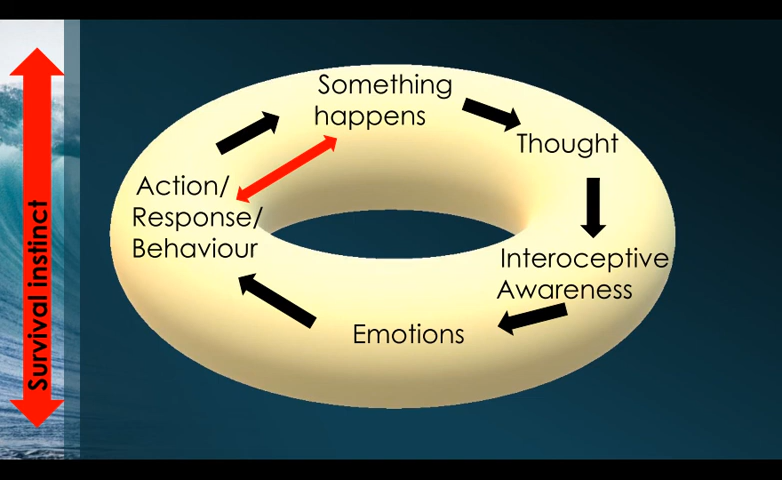 Something
happens
Thought
Interoceptive
Awareness
Emotions
Action/
Response/
Behaviour
Survival instinct